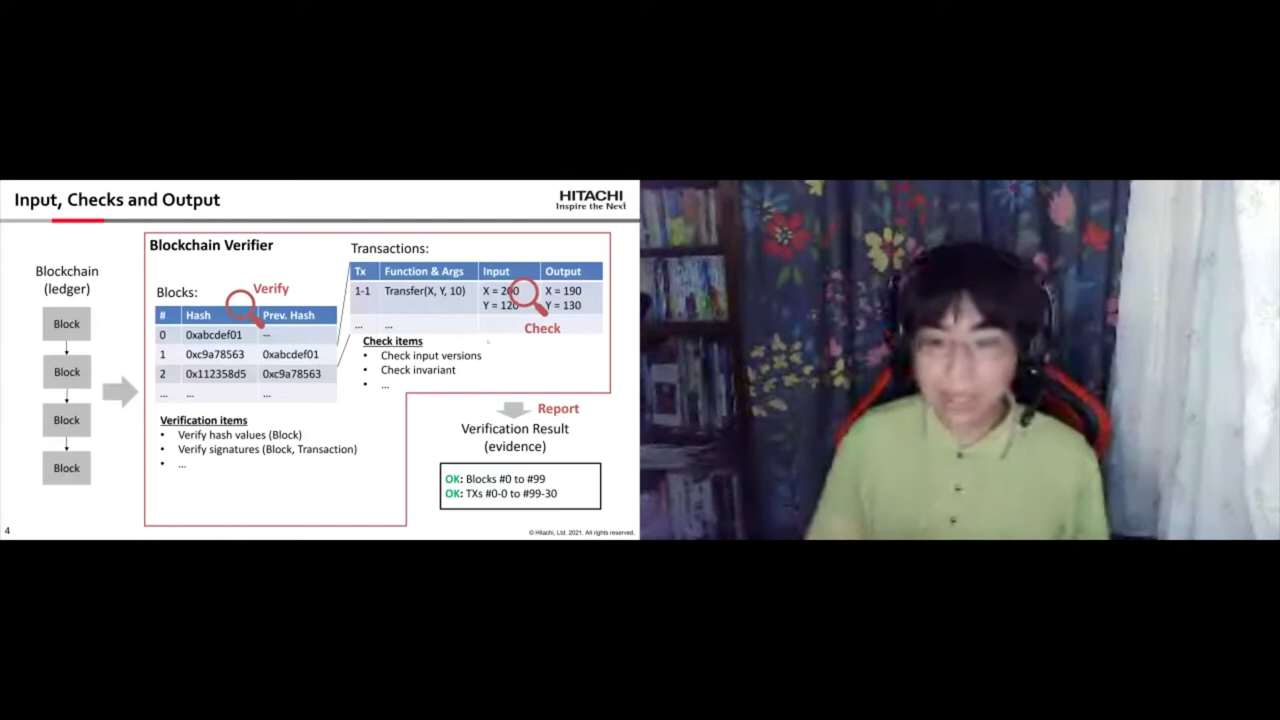 Input, Checks and Output
HITACHI
Inspire the Next
Blockchain
(ledger)
Block
Block
Block
Block
Blockchain Verifier
Blocks:
Verify
# Hash Prev. Hash
0 0xabcdef01 --
1 0xc9a78563 0xabcdef01
2 0x112358d5 0xc9a78563
... ... ...
Verification items
• Verify hash values (Block)
• Verify signatures (Block, Transaction)
• ...
Transactions:
Tx Function & Args Input Output
1-1 Transfer(X, Y, 10) X = 200 X = 190
Y = 120 Y = 130
... ...
Check
Check items
• Check input versions
• Check invariant
• ...
Report
Verification Result
(evidence)
OK: Blocks #0 to #99
OK: TXs #0-0 to #99-30
4
© Hitachi, Ltd. 2021. All rights reserved.